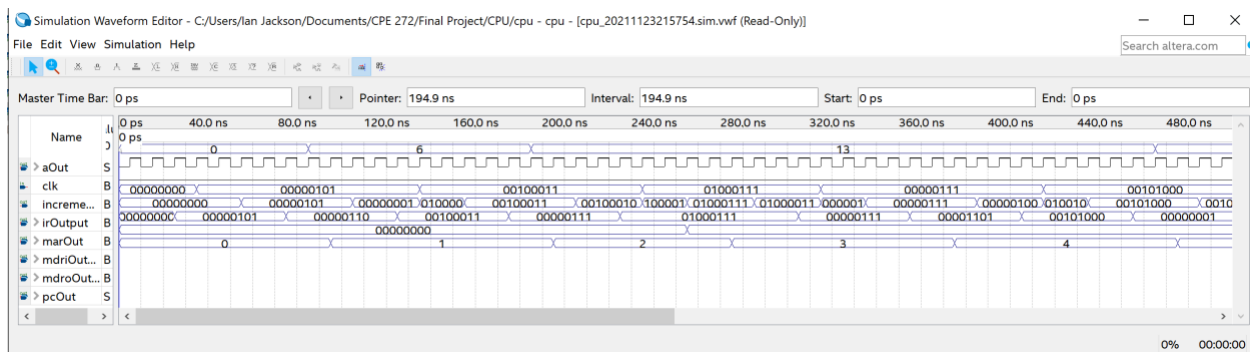 Simulation Waveform Editor - C:/Users/Ian Jackson/Documents/CPE 272/Final Project/CPU/cpu - cpu - [cpu_20211123215754.sim.vwf (Read-Only)]
File Edit View Simulation Help
Search altera.com
Master Time Bar: 0 ps Pointer: 194.9 ns Interval: 194.9 ns Start: 0 ps End: 0 ps
Name
0 ps 40.0 ns 80.0 ns 120.0 ns 160.0 ns 200.0 ns 240.0 ns 280.0 ns 320.0 ns 360.0 ns 400.0 ns 440.0 ns 480.0 ns
0 ps
> aOut S 0 6 13
clk B
increme... B 00000000 00000101 00100011 01000111 00000111 00101000
> irOutput B 00000000 00000101 00000001 010000 00100011 00100010 100001 01000111 01000011 000001 00000111 00000100 010010 00101000 0010
> marOut B 00000000 00000101 00000110 00100011 00000111 01000111 00000111 00001101 00101000 00000001
> mdriOut... B 00000000
> mdroOut... B 0 1 2 3 4
> pcOut S
0% 00:00:00